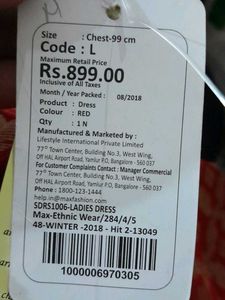 Size : Chest-99 cm
Code : L
Maximum Retail Price
Rs.899.00
Inclusive of All Taxes
Month / Year Packed : 08/2018
Product : Dress
Colour : RED
Qty : 1 N
Manufactured & Marketed by :
Lifestyle International Private Limited
77° Town Center, Building No.3, West Wing,
Off HAL Airport Road, Yamlur P.O, Bangalore - 560 037
For Customer Complaints Contact : Manager Commercial
77° Town Center, Building No.3, West Wing,
Off HAL Airport Road, Yamlur P.O, Bangalore - 560 037
Phone : 1800-123-1444
help.in@maxfashion.com
SDRS1006-LADIES DRESS
Max-Ethnic Wear/284/4/5
48-WINTER -2018 - Hit 2-13049
1000006970305